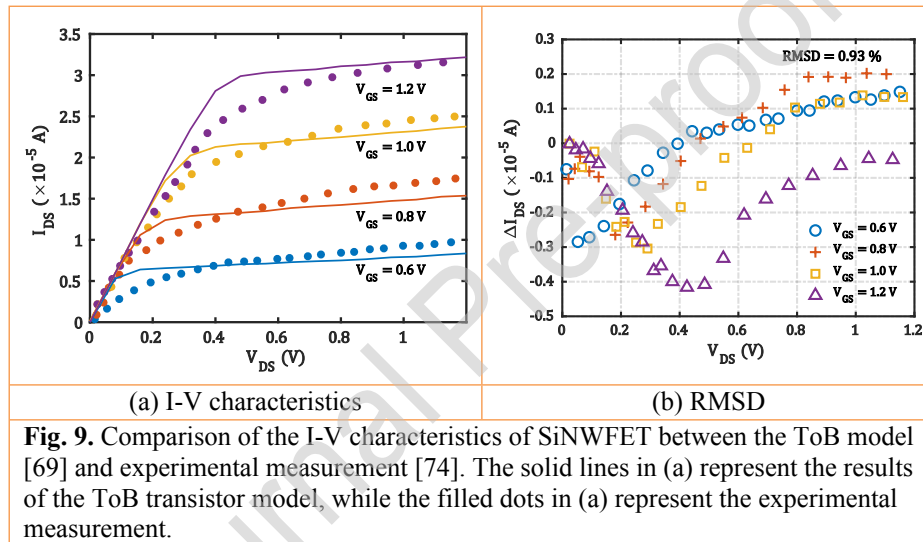 3.5
3
2.5
2
1.5
1
0.5
0
I_DS (×10^-5 A)
V_GS = 1.2 V
V_GS = 1.0 V
V_GS = 0.8 V
V_GS = 0.6 V
0 0.2 0.4 0.6 0.8 1
V_DS (V)
0.3
0.2
0.1
0
-0.1
-0.2
-0.3
-0.4
-0.5
ΔI_DS (×10^-5 A)
RMSD = 0.93 %
V_GS = 0.6 V
V_GS = 0.8 V
V_GS = 1.0 V
V_GS = 1.2 V
0 0.2 0.4 0.6 0.8 1 1.2
V_DS (V)
(a) I-V characteristics
(b) RMSD
Fig. 9. Comparison of the I-V characteristics of SiNWFET between the ToB model
[69] and experimental measurement [74]. The solid lines in (a) represent the results
of the ToB transistor model, while the filled dots in (a) represent the experimental
measurement.
urnal Pre-proo